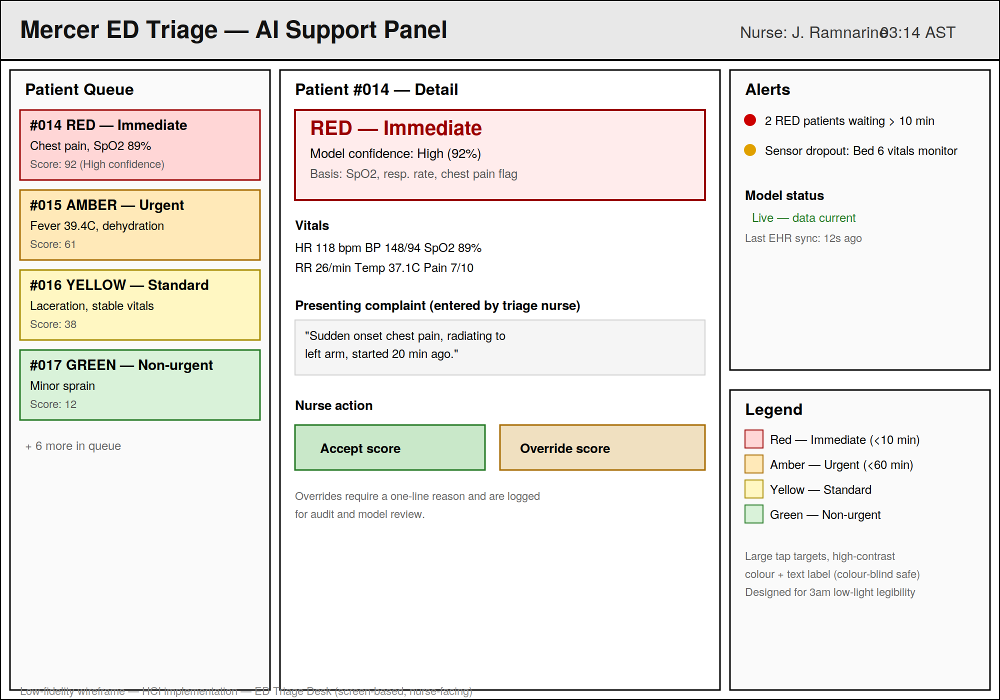 Mercer ED Triage — AI Support Panel
Nurse: J. Ramnarine
03:14 AST
Patient Queue
#014 RED — Immediate
Chest pain, SpO2 89%
Score: 92 (High confidence)
#015 AMBER — Urgent
Fever 39.4C, dehydration
Score: 61
#016 YELLOW — Standard
Laceration, stable vitals
Score: 38
#017 GREEN — Non-urgent
Minor sprain
Score: 12
+ 6 more in queue
Patient #014 — Detail
RED — Immediate
Model confidence: High (92%)
Basis: SpO2, resp. rate, chest pain flag
Vitals
HR 118 bpm BP 148/94 SpO2 89%
RR 26/min Temp 37.1C Pain 7/10
Presenting complaint (entered by triage nurse)
"Sudden onset chest pain, radiating to
left arm, started 20 min ago."
Nurse action
Accept score
Override score
Overrides require a one-line reason and are logged
for audit and model review.
Alerts
2 RED patients waiting > 10 min
Sensor dropout: Bed 6 vitals monitor
Model status
Live — data current
Last EHR sync: 12s ago
Legend
Red — Immediate (<10 min)
Amber — Urgent (<60 min)
Yellow — Standard
Green — Non-urgent
Large tap targets, high-contrast
colour + text label (colour-blind safe)
Designed for 3am low-light legibility
Low-fidelity wireframe — HCI implementation — ED Triage Desk (screen-based, nurse-facing)